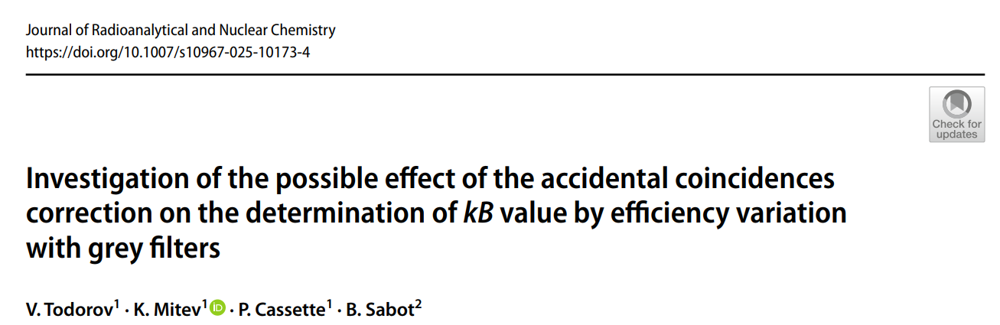 Journal of Radioanalytical and Nuclear Chemistry
https://doi.org/10.1007/s10967-025-10173-4
Check for
updates
Investigation of the possible effect of the accidental coincidences
correction on the determination of kB value by efficiency variation
with grey filters
V. Todorov1 · K. Mitev1 iD · P. Cassette1 · B. Sabot2